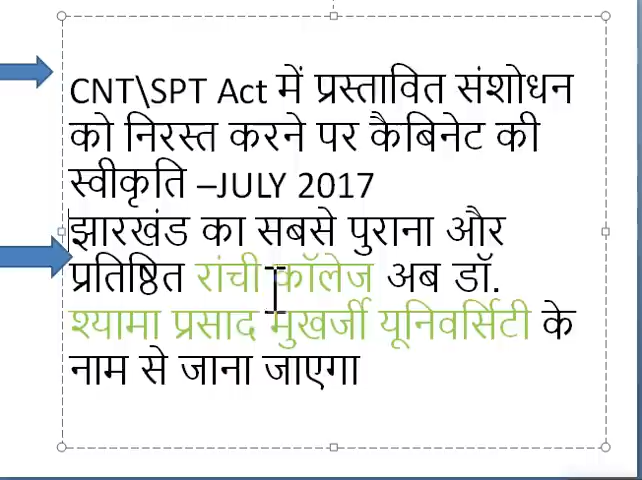 CNT\SPT Act में प्रस्तावित संशोधन
को निरस्त करने पर कैबिनेट की
स्वीकृति –JULY 2017
झारखंड का सबसे पुराना और
प्रतिष्ठित रांची कॉलेज अब डॉ.
श्यामा प्रसाद मुखर्जी यूनिवर्सिटी के
नाम से जाना जाएगा